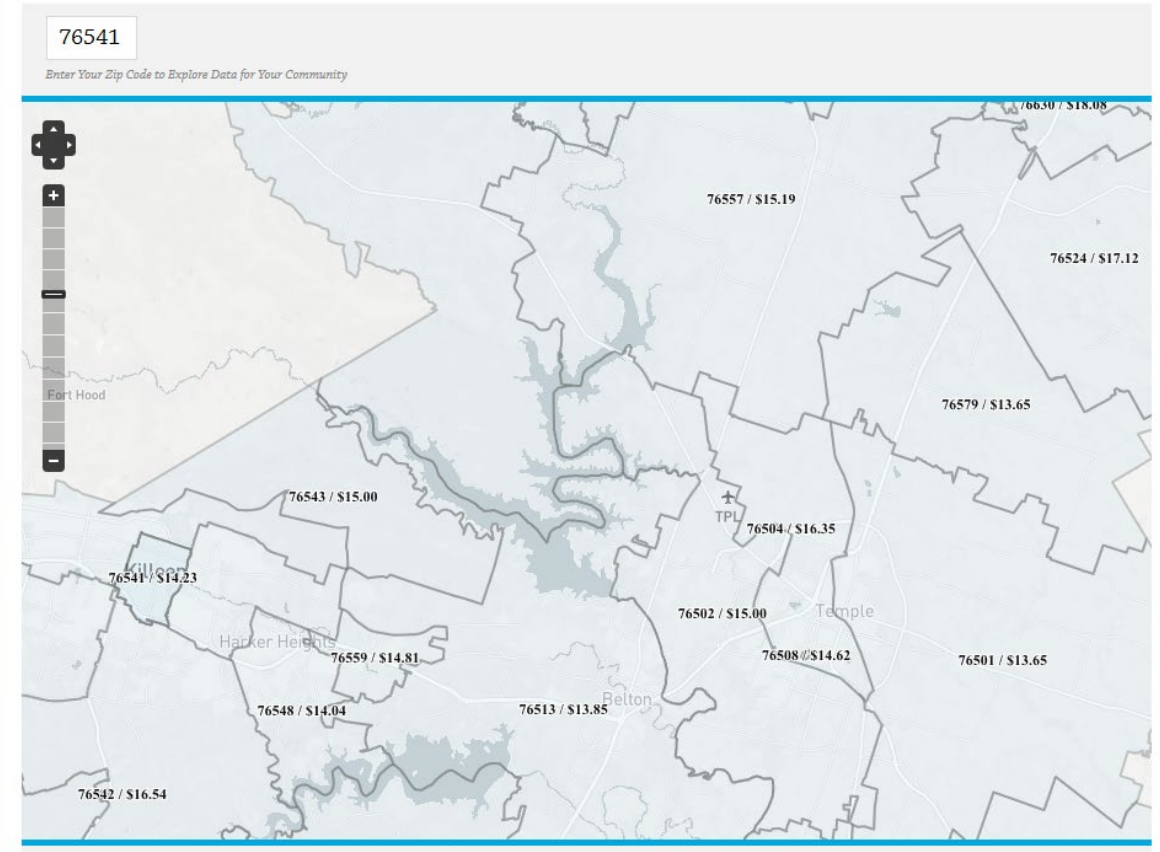 76541
Enter Your Zip Code to Explore Data for Your Community
76630 / $18.08
76557 / $15.19
76524 / $17.12
Fort Hood
76579 / $13.65
76543 / $15.00
TPL
76504 / $16.35
Killeen
76541 / $14.23
76502 / $15.00
Temple
Harker Heights
76559 / $14.81
76508 / $14.62
76501 / $13.65
Belton
76548 / $14.04
76513 / $13.85
76542 / $16.54